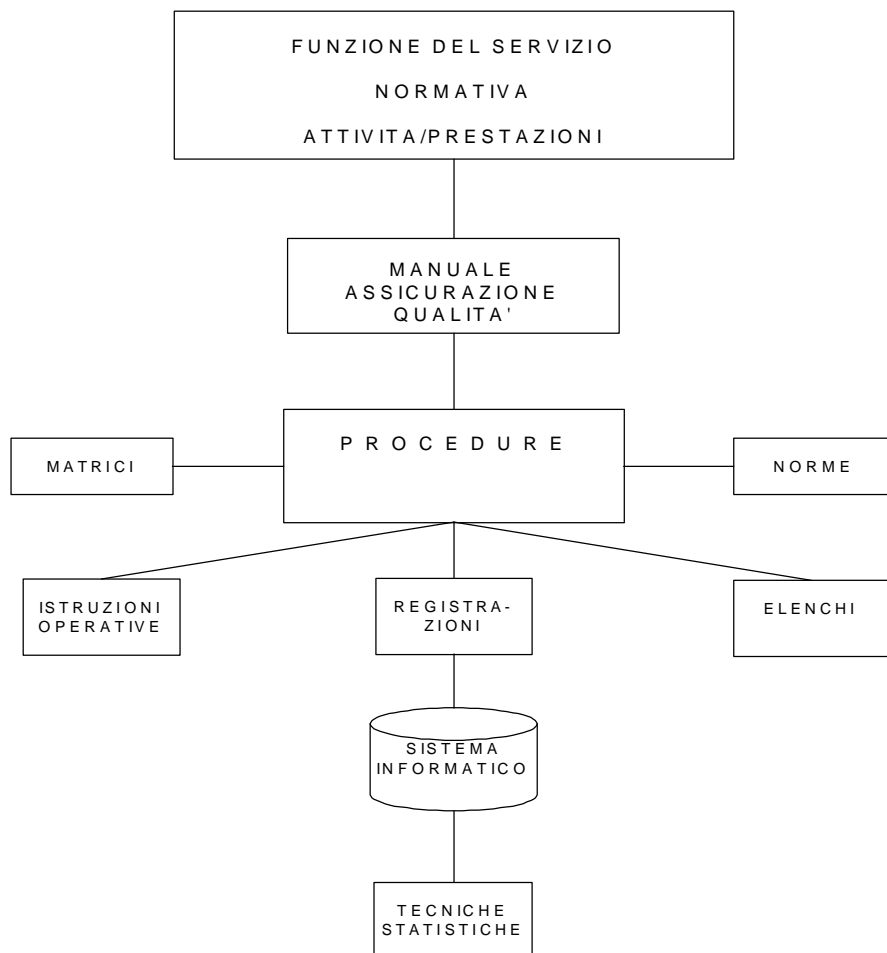 FUNZIONE DEL SERVIZIO
NORMATIVA
ATTIVITA/PRESTAZIONI
MANUALE
ASSICURAZIONE
QUALITA'
PROCEDURE
MATRICI
NORME
ISTRUZIONI
OPERATIVE
REGISTRA-
ZIONI
ELENCHI
SISTEMA
INFORMATICO
TECNICHE
STATISTICHE